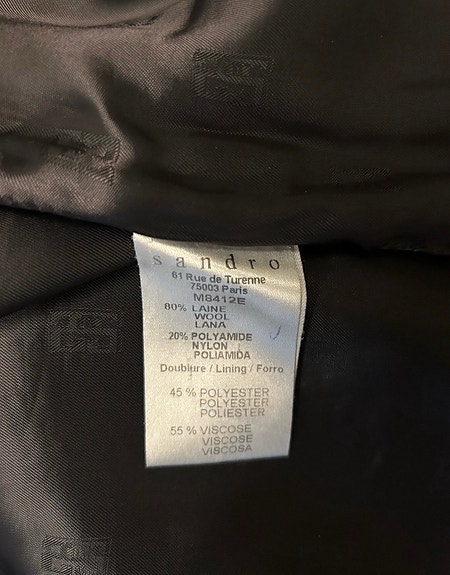 sandro
61 Rue de Turenne
75003 Paris
M8412E
80% LAINE
WOOL
LANA
20% POLYAMIDE
NYLON
POLIAMIDA
Doublure / Lining / Forro
45 % POLYESTER
POLYESTER
POLIESTER
55 % VISCOSE
VISCOSE
VISCOSA